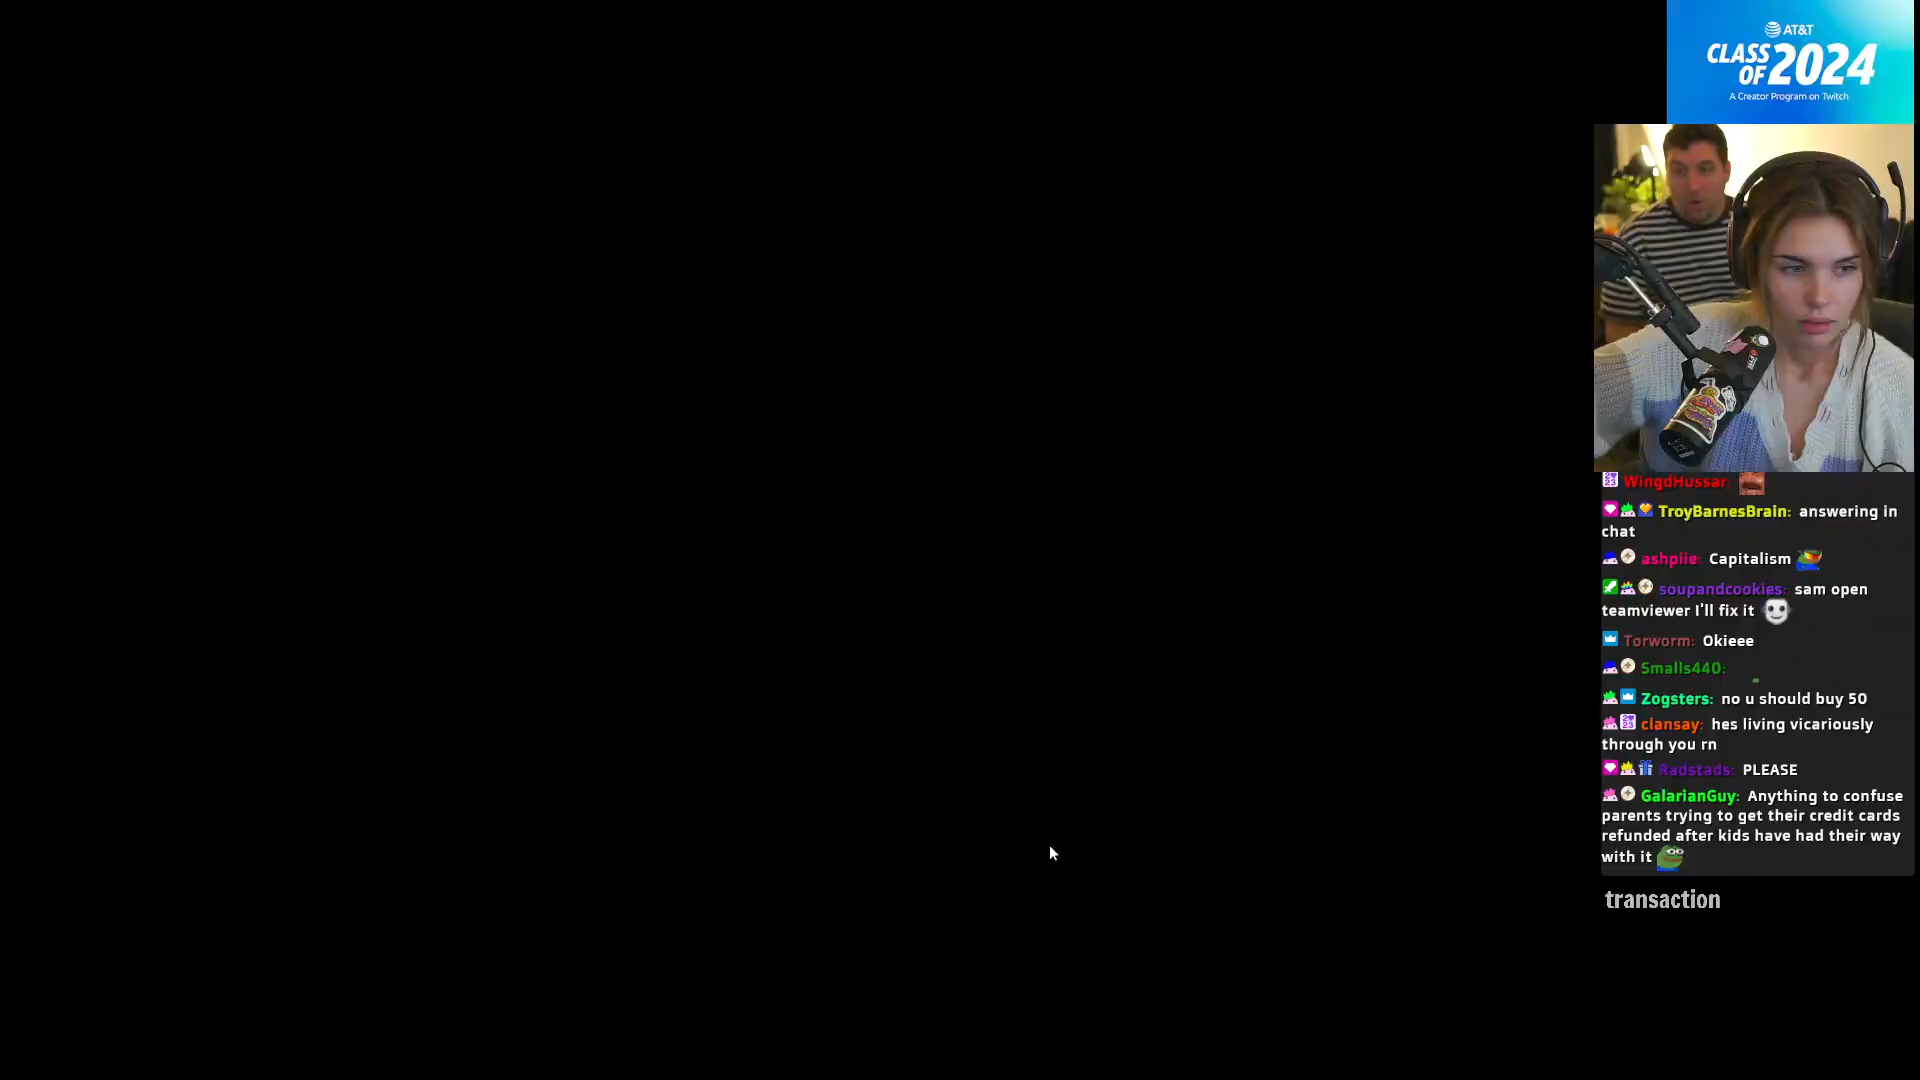 AT&T
CLASS
OF 2024
A Creator Program on Twitch
WingdHussar:
TroyBarnesBrain: answering in
chat
ashpiie: Capitalism
soupandcookies: sam open
teamviewer I'll fix it
Torworm: Okieee
Smalls440:
Zogsters: no u should buy 50
clansay: hes living vicariously
through you rn
Radstads: PLEASE
GalarianGuy: Anything to confuse
parents trying to get their credit cards
refunded after kids have had their way
with it
transaction